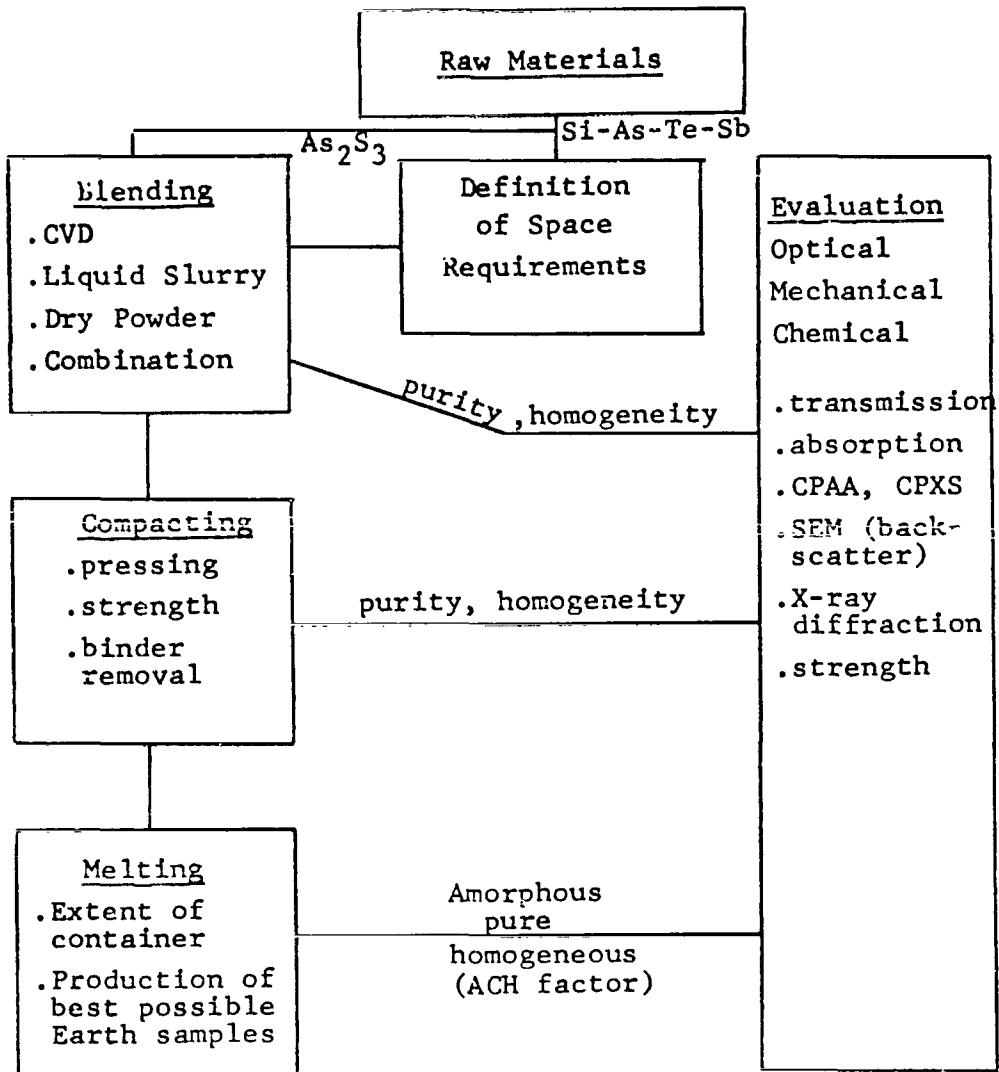 Raw Materials
As2S3
Si-As-Te-Sb
Blending
.CVD
.Liquid Slurry
.Dry Powder
.Combination
Definition
of Space
Requirements
Evaluation
Optical
Mechanical
Chemical
.transmission
.absorption
.CPAA, CPXS
.SEM (back-
scatter)
.X-ray
diffraction
.strength
purity, homogeneity
Compacting
.pressing
.strength
.binder
removal
purity, homogeneity
Melting
.Extent of
container
.Production of
best possible
Earth samples
Amorphous
pure
homogeneous
(ACH factor)